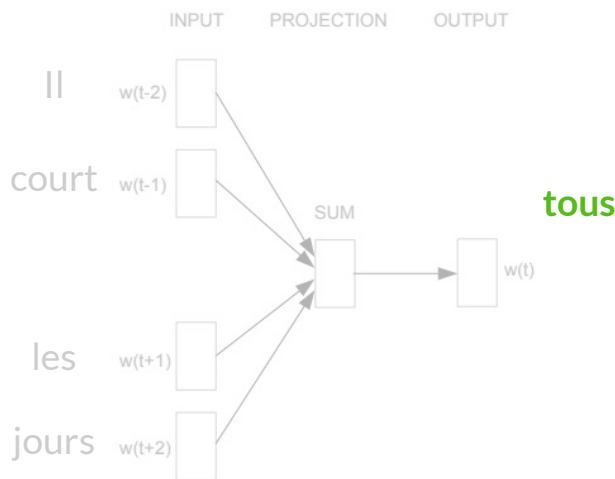 INPUT PROJECTION OUTPUT
Il w(t-2)
court w(t-1)
tous
SUM
w(t)
les w(t+1)
jours w(t+2)